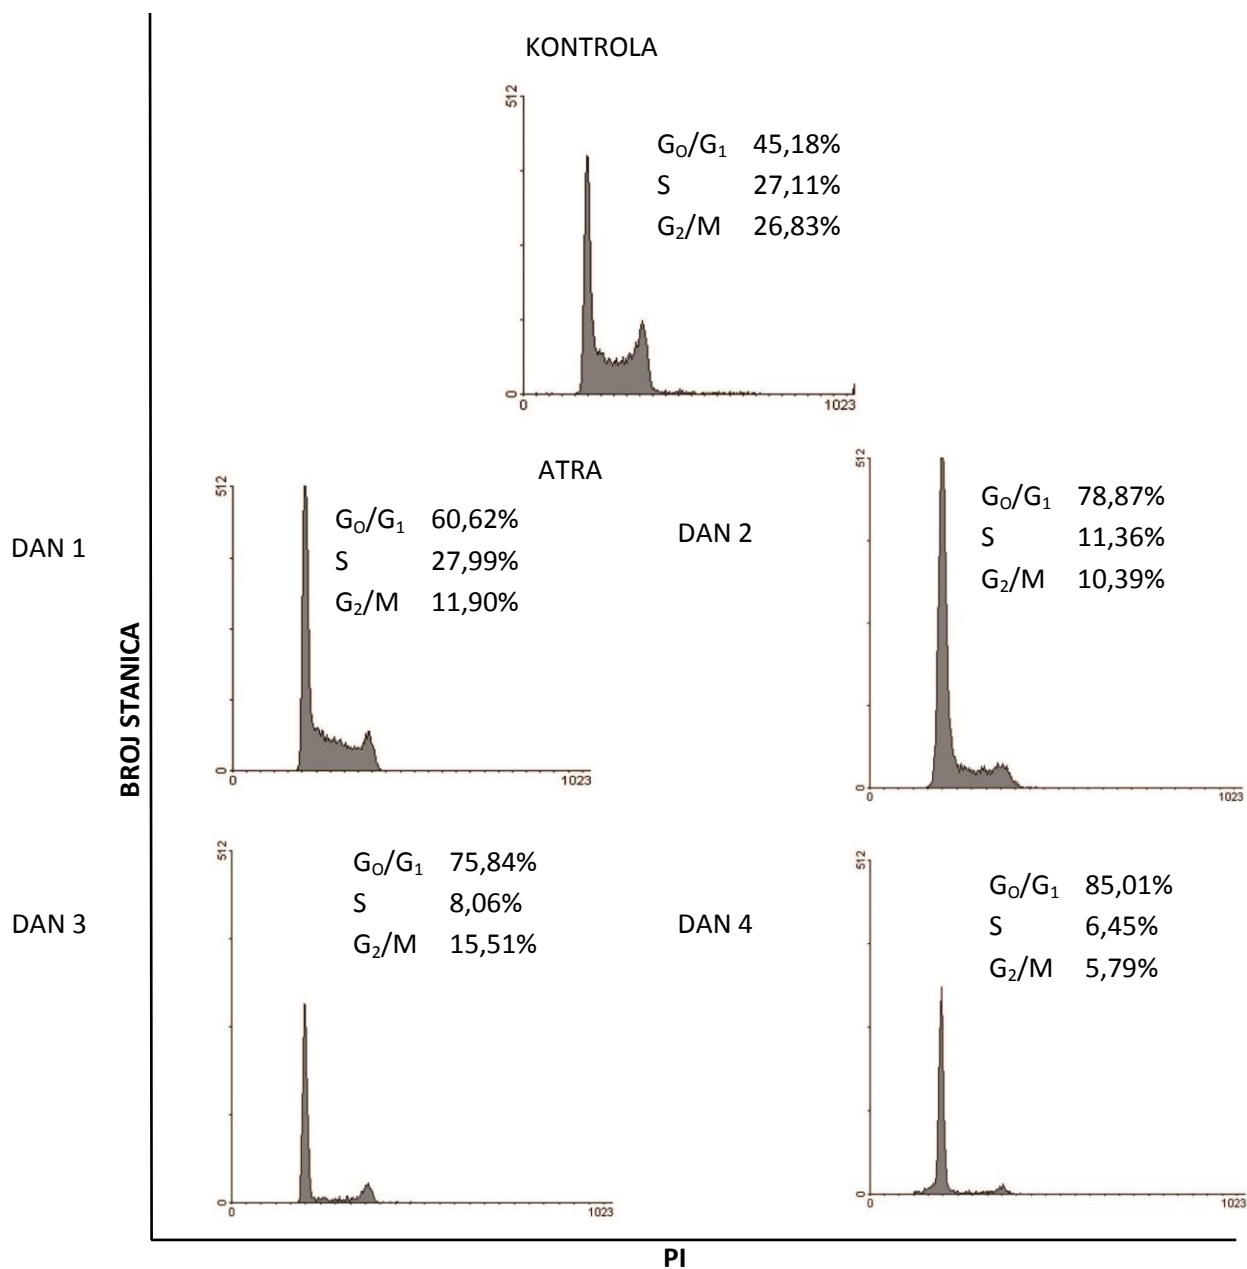 KONTROLA
512
G₀/G₁ 45,18%
S 27,11%
G₂/M 26,83%
0
0 1023
ATRA
DAN 1
512
G₀/G₁ 60,62%
S 27,99%
G₂/M 11,90%
0
0 1023
DAN 2
512
G₀/G₁ 78,87%
S 11,36%
G₂/M 10,39%
0
0 1023
BROJ STANICA
DAN 3
512
G₀/G₁ 75,84%
S 8,06%
G₂/M 15,51%
0
0 1023
DAN 4
512
G₀/G₁ 85,01%
S 6,45%
G₂/M 5,79%
0
0 1023
PI